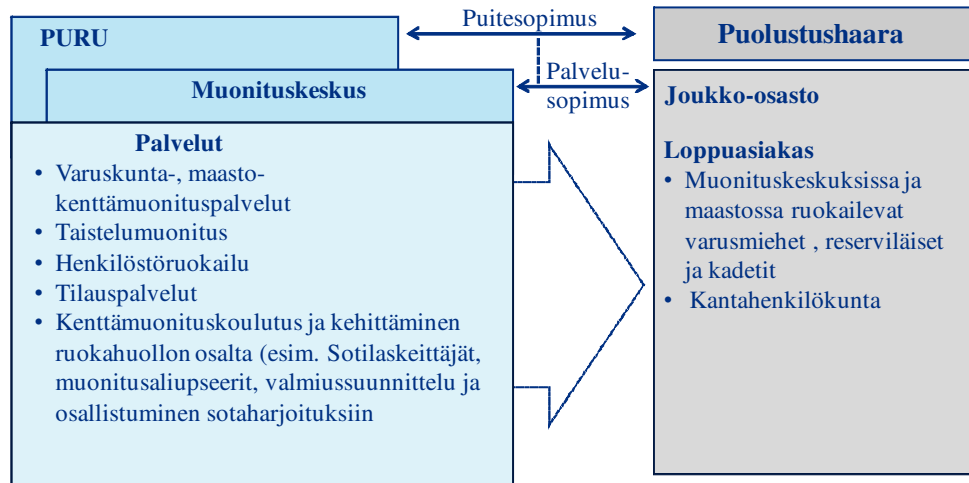 PURU
Puitesopimus
Puolustushaara
Muonituskeskus
Palvelu-
sopimus
Palvelut
• Varuskunta-, maasto-
kenttämuonituspalvelut
• Taistelumuonitus
• Henkilöstöruokailu
• Tilauspalvelut
• Kenttämuonituskoulutus ja kehittäminen
ruokahuollon osalta (esim. Sotilaskeittäjät,
muonitusaliupseerit, valmiussuunnittelu ja
osallistuminen sotaharjoituksiin
Joukko-osasto
Loppuasiakas
• Muonituskeskuksissa ja
maastossa ruokailevat
varusmiehet , reserviläiset
ja kadetit
• Kantahenkilökunta